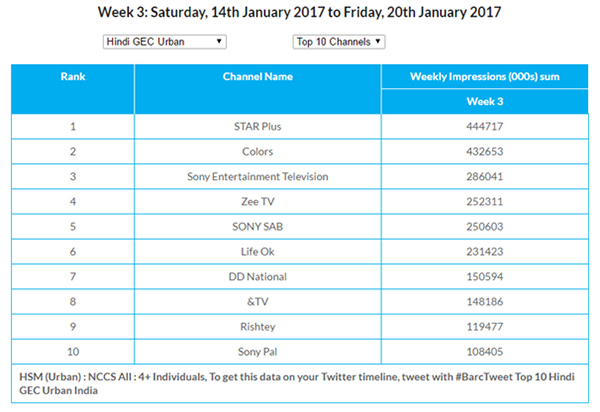 Week 3: Saturday, 14th January 2017 to Friday, 20th January 2017
Hindi GEC Urban Top 10 Channels
Rank Channel Name Weekly Impressions (000s) sum
Week 3
1 STAR Plus 444717
2 Colors 432653
3 Sony Entertainment Television 286041
4 Zee TV 252311
5 SONY SAB 250603
6 Life Ok 231423
7 DD National 150594
8 &TV 148186
9 Rishtey 119477
10 Sony Pal 108405
HSM (Urban) : NCCS All : 4+ Individuals, To get this data on your Twitter timeline, tweet with #BarcTweet Top 10 Hindi
GEC Urban India